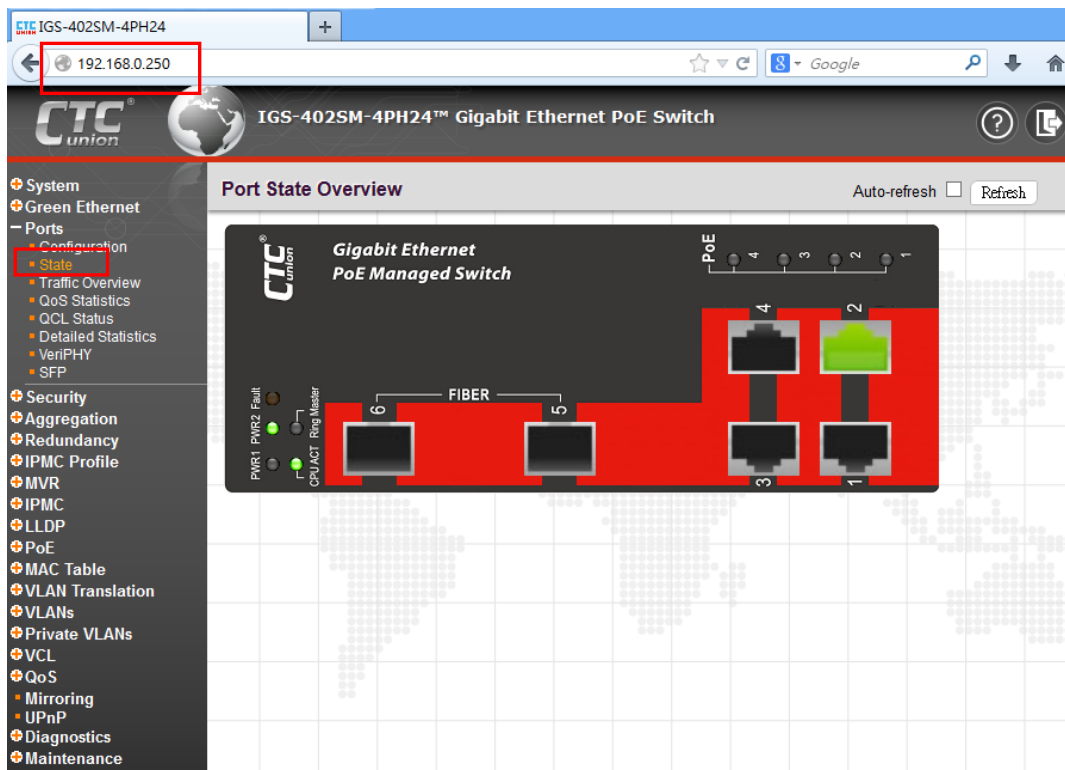 CTC UNION IGS-402SM-4PH24
+
192.168.0.250
8 Google
CTC® union
IGS-402SM-4PH24™ Gigabit Ethernet PoE Switch
?
System
Green Ethernet
Ports
Configuration
State
Traffic Overview
QoS Statistics
QCL Status
Detailed Statistics
VeriPHY
SFP
Security
Aggregation
Redundancy
IPMC Profile
MVR
IPMC
LLDP
PoE
MAC Table
VLAN Translation
VLANs
Private VLANs
VCL
QoS
Mirroring
UPnP
Diagnostics
Maintenance
Port State Overview
Auto-refresh
Refresh
CTC® union
Gigabit Ethernet
PoE Managed Switch
PoE 4 3 2 1
4 2
PWR1 PWR2 Fault
CPU ACT Ring Master
6 FIBER 5
3 1